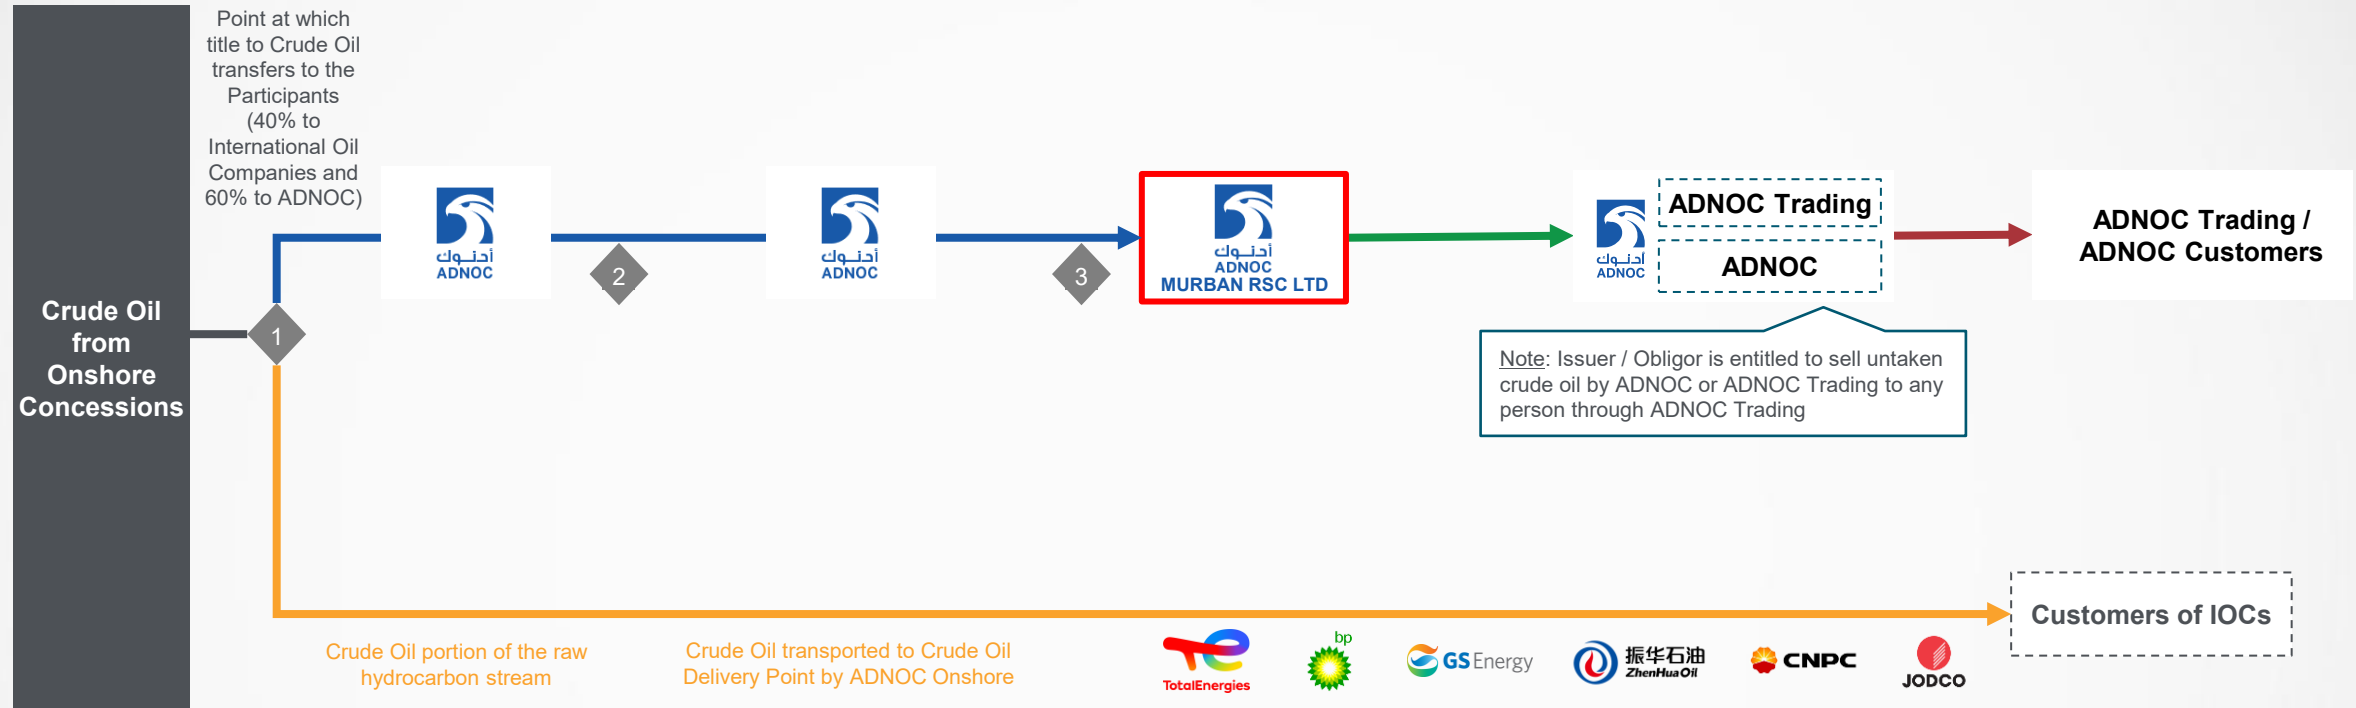 Point at which
title to Crude Oil
transfers to the
Participants
(40% to
International Oil
Companies and
60% to ADNOC)
Crude Oil
from
Onshore
Concessions
1
أدنوك
ADNOC
2
أدنوك
ADNOC
3
أدنوك
ADNOC
MURBAN RSC LTD
أدنوك
ADNOC
ADNOC Trading
ADNOC
ADNOC Trading /
ADNOC Customers
Note: Issuer / Obligor is entitled to sell untaken
crude oil by ADNOC or ADNOC Trading to any
person through ADNOC Trading
Customers of IOCs
Crude Oil portion of the raw
hydrocarbon stream
Crude Oil transported to Crude Oil
Delivery Point by ADNOC Onshore
TotalEnergies
bp
GS Energy
振华石油
ZhenHua Oil
CNPC
JODCO